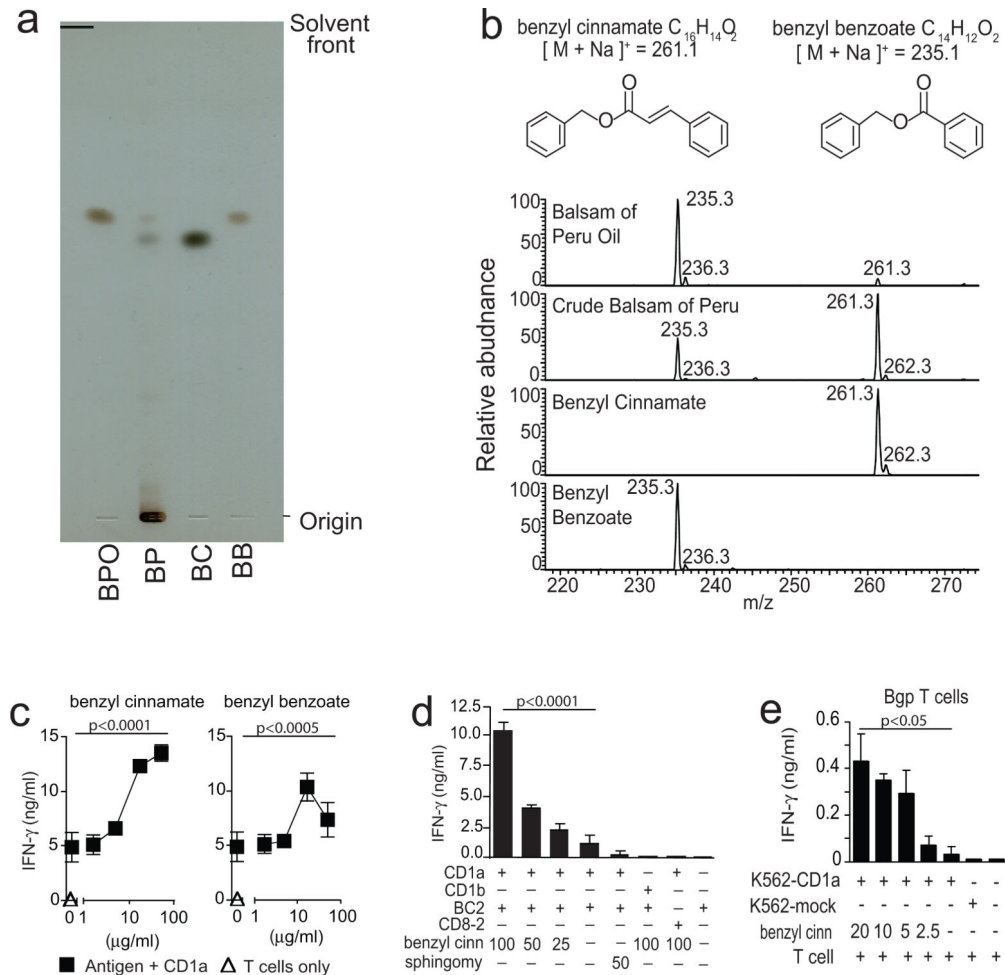 a
Solvent
front
Origin
BPO
BP
BC
BB
b
benzyl cinnamate C16H14O2
[ M + Na ]+ = 261.1
benzyl benzoate C14H12O2
[ M + Na ]+ = 235.1
O
O
O
O
Relative abudnance
100
50
0
Balsam of
Peru Oil
235.3
236.3
261.3
100
50
0
Crude Balsam of Peru
235.3
236.3
261.3
262.3
100
50
0
Benzyl Cinnamate
261.3
262.3
100
50
0
Benzyl
Benzoate
235.3
236.3
220 230 240 250 260 270
m/z
c
benzyl cinnamate
p<0.0001
IFN-γ (ng/ml)
15
10
5
0
0 1 10 100
(μg/ml)
benzyl benzoate
p<0.0005
15
10
5
0
0 1 10 100
(μg/ml)
Antigen + CD1a
T cells only
d
p<0.0001
IFN-γ (ng/ml)
12.5
10.0
7.5
5.0
2.5
0.0
CD1a + + + + + – + –
CD1b – – – – – + – –
BC2 + + + + + + – +
CD8-2 – – – – – – + –
benzyl cinn 100 50 25 – – 100 100 –
sphingomy – – – – 50 – – –
e
Bgp T cells
p<0.05
IFN-γ (ng/ml)
0.6
0.4
0.2
0
K562-CD1a + + + + + – –
K562-mock – – – – – + –
benzyl cinn 20 10 5 2.5 – – –
T cell + + + + + + +